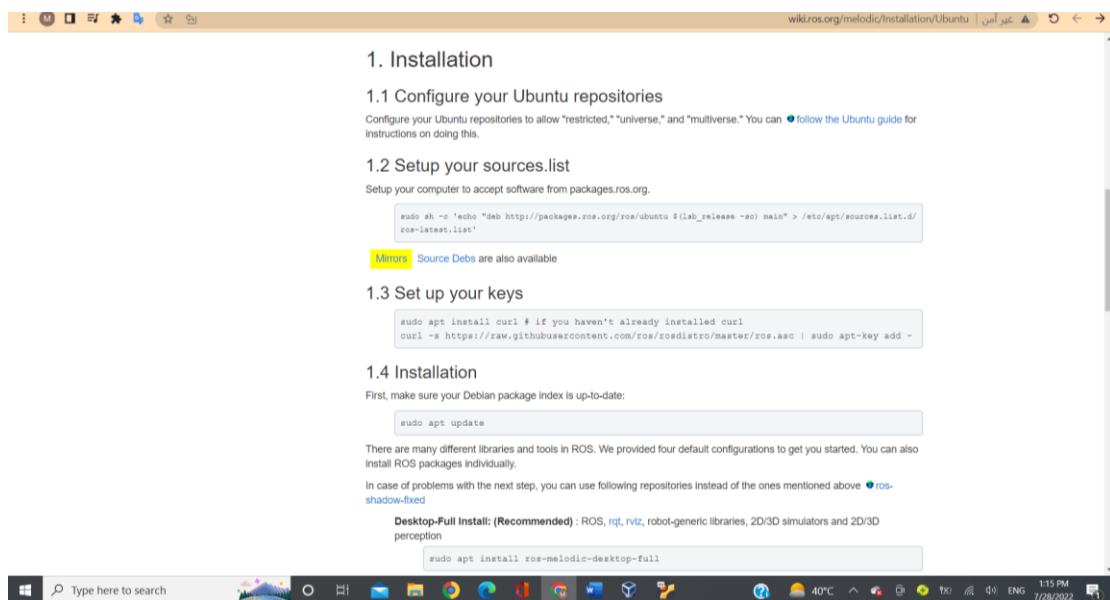 M
wiki.ros.org/melodic/Installation/Ubuntu
غیر آمن
1. Installation
1.1 Configure your Ubuntu repositories
Configure your Ubuntu repositories to allow "restricted," "universe," and "multiverse." You can follow the Ubuntu guide for
instructions on doing this.
1.2 Setup your sources.list
Setup your computer to accept software from packages.ros.org.
sudo sh -c 'echo "deb http://packages.ros.org/ros/ubuntu $(lsb_release -sc) main" > /etc/apt/sources.list.d/
ros-latest.list'
Mirrors Source Debs are also available
1.3 Set up your keys
sudo apt install curl # if you haven't already installed curl
curl -s https://raw.githubusercontent.com/ros/rosdistro/master/ros.asc | sudo apt-key add -
1.4 Installation
First, make sure your Debian package index is up-to-date:
sudo apt update
There are many different libraries and tools in ROS. We provided four default configurations to get you started. You can also
install ROS packages individually.
In case of problems with the next step, you can use following repositories instead of the ones mentioned above ros-
shadow-fixed
Desktop-Full Install: (Recommended) : ROS, rqt, rviz, robot-generic libraries, 2D/3D simulators and 2D/3D
perception
sudo apt install ros-melodic-desktop-full
Type here to search
40°C
ENG
1:15 PM
7/28/2022